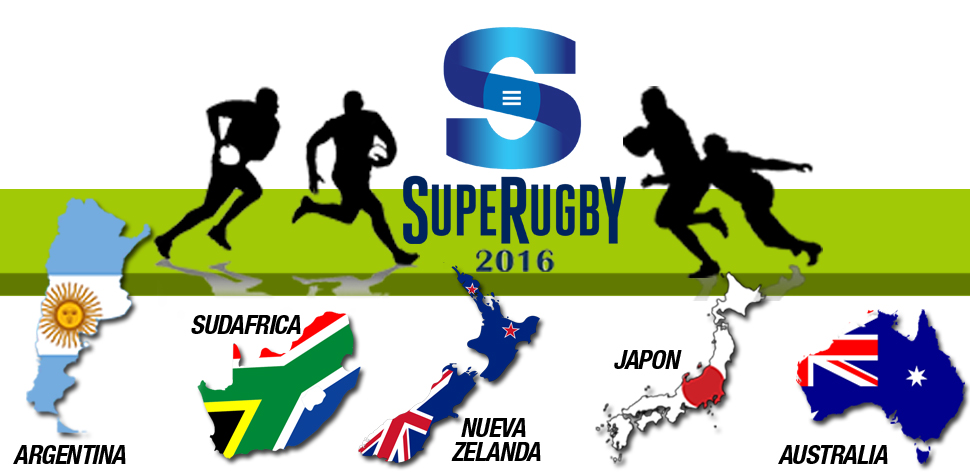 SUPERUGBY
2016
SUDAFRICA
JAPON
NUEVA
ZELANDA
ARGENTINA
AUSTRALIA